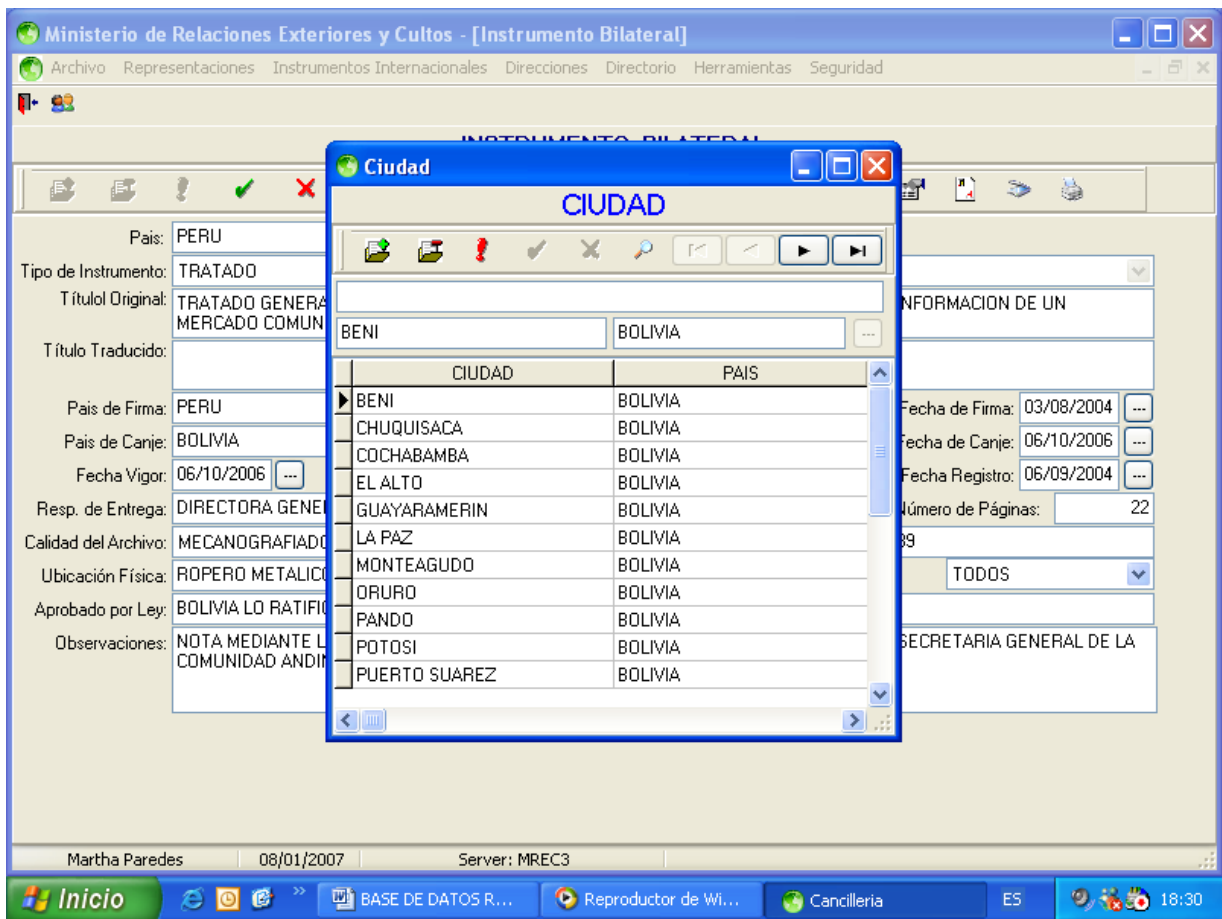 Ministerio de Relaciones Exteriores y Cultos - [Instrumento Bilateral]
Archivo Representaciones Instrumentos Internacionales Direcciones Directorio Herramientas Seguridad
INSTRUMENTO BILATERAL
Ciudad
CIUDAD
BENI BOLIVIA ...
CIUDAD PAIS
BENI BOLIVIA
CHUQUISACA BOLIVIA
COCHABAMBA BOLIVIA
EL ALTO BOLIVIA
GUAYARAMERIN BOLIVIA
LA PAZ BOLIVIA
MONTEAGUDO BOLIVIA
ORURO BOLIVIA
PANDO BOLIVIA
POTOSI BOLIVIA
PUERTO SUAREZ BOLIVIA
Pais: PERU
Tipo de Instrumento: TRATADO
Títulol Original: TRATADO GENERA NFORMACION DE UN
MERCADO COMUN
Título Traducido:
Pais de Firma: PERU Fecha de Firma: 03/08/2004 ...
Pais de Canje: BOLIVIA Fecha de Canje: 06/10/2006 ...
Fecha Vigor: 06/10/2006 ... Fecha Registro: 06/09/2004 ...
Resp. de Entrega: DIRECTORA GENE Número de Páginas: 22
Calidad del Archivo: MECANOGRAFIADO 39
Ubicación Física: ROPERO METALICO TODOS
Aprobado por Ley: BOLIVIA LO RATIFI
Observaciones: NOTA MEDIANTE L SECRETARIA GENERAL DE LA
COMUNIDAD ANDIN
Martha Paredes 08/01/2007 Server: MREC3
Inicio BASE DE DATOS R... Reproductor de Wi... Cancilleria ES 18:30